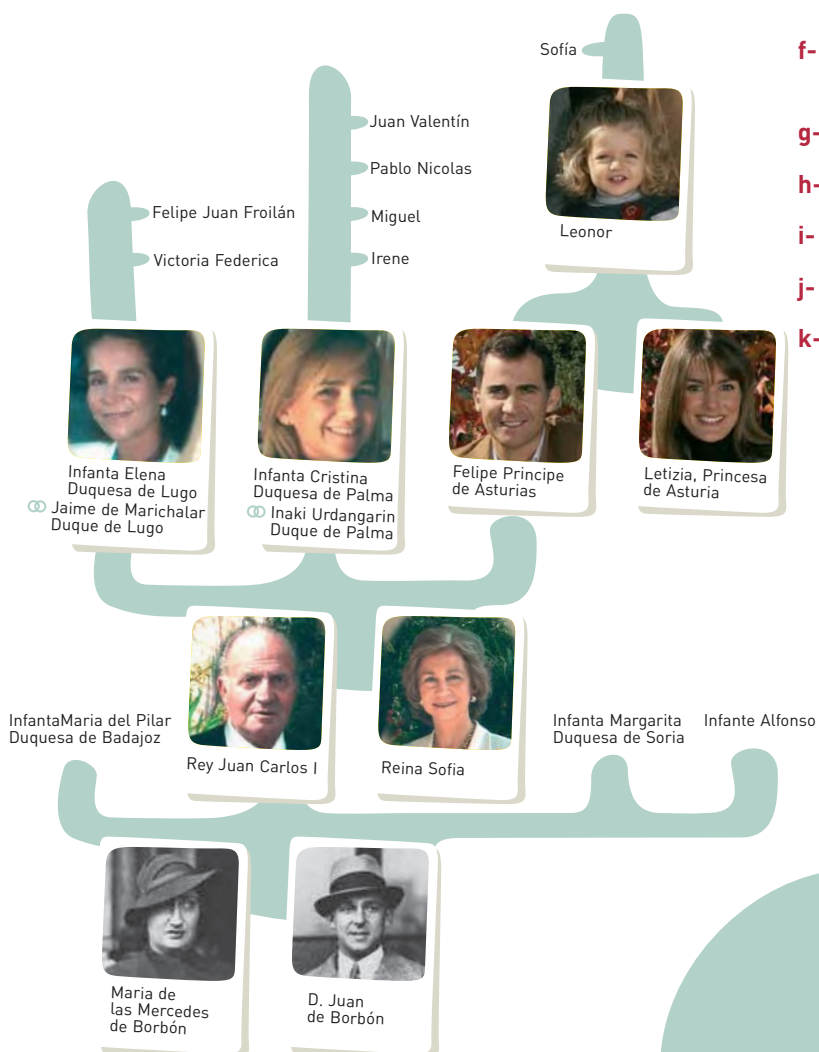 Sofía
f-
Juan Valentín
g-
Pablo Nicolas
h-
Felipe Juan Froilán
Miguel
Leonor
i-
Victoria Federica
Irene
j-
k-
Infanta Elena
Duquesa de Lugo
Jaime de Marichalar
Duque de Lugo
Infanta Cristina
Duquesa de Palma
Inaki Urdangarin
Duque de Palma
Felipe Principe
de Asturias
Letizia, Princesa
de Asturia
InfantaMaria del Pilar
Duquesa de Badajoz
Rey Juan Carlos I
Reina Sofia
Infanta Margarita
Duquesa de Soria
Infante Alfonso
Maria de
las Mercedes
de Borbón
D. Juan
de Borbón